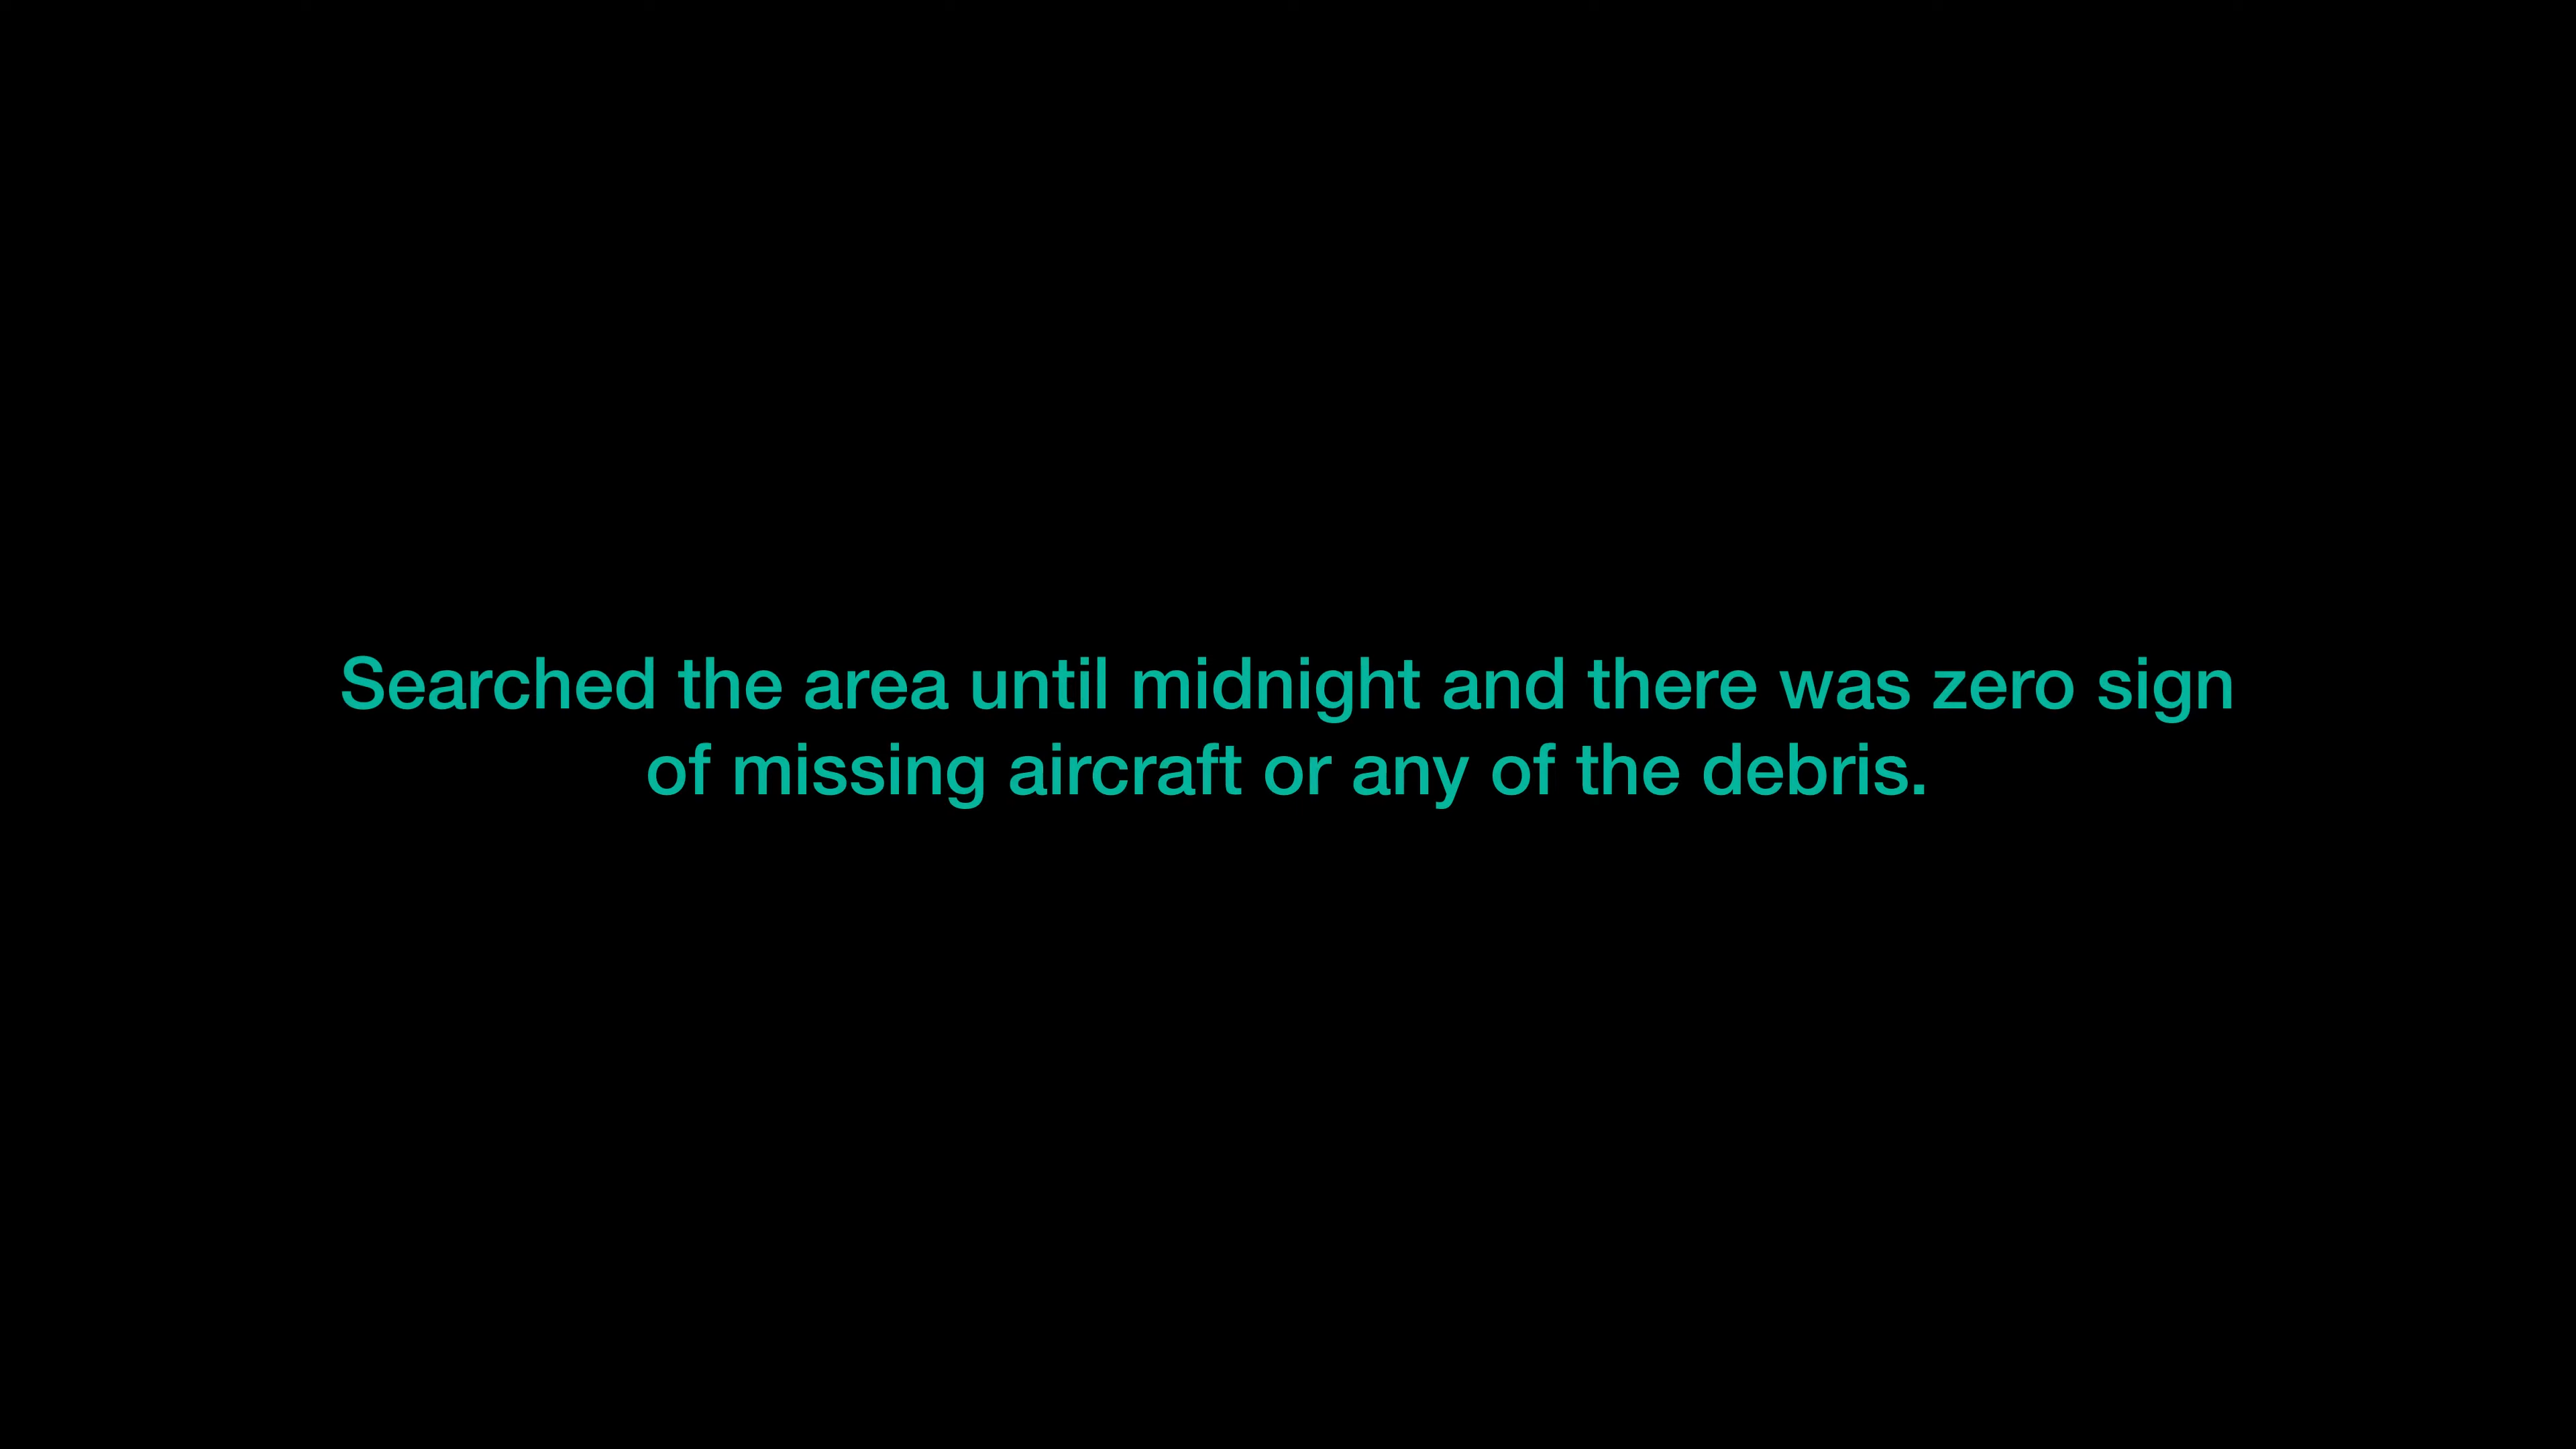 Searched the area until midnight and there was zero sign
of missing aircraft or any of the debris.